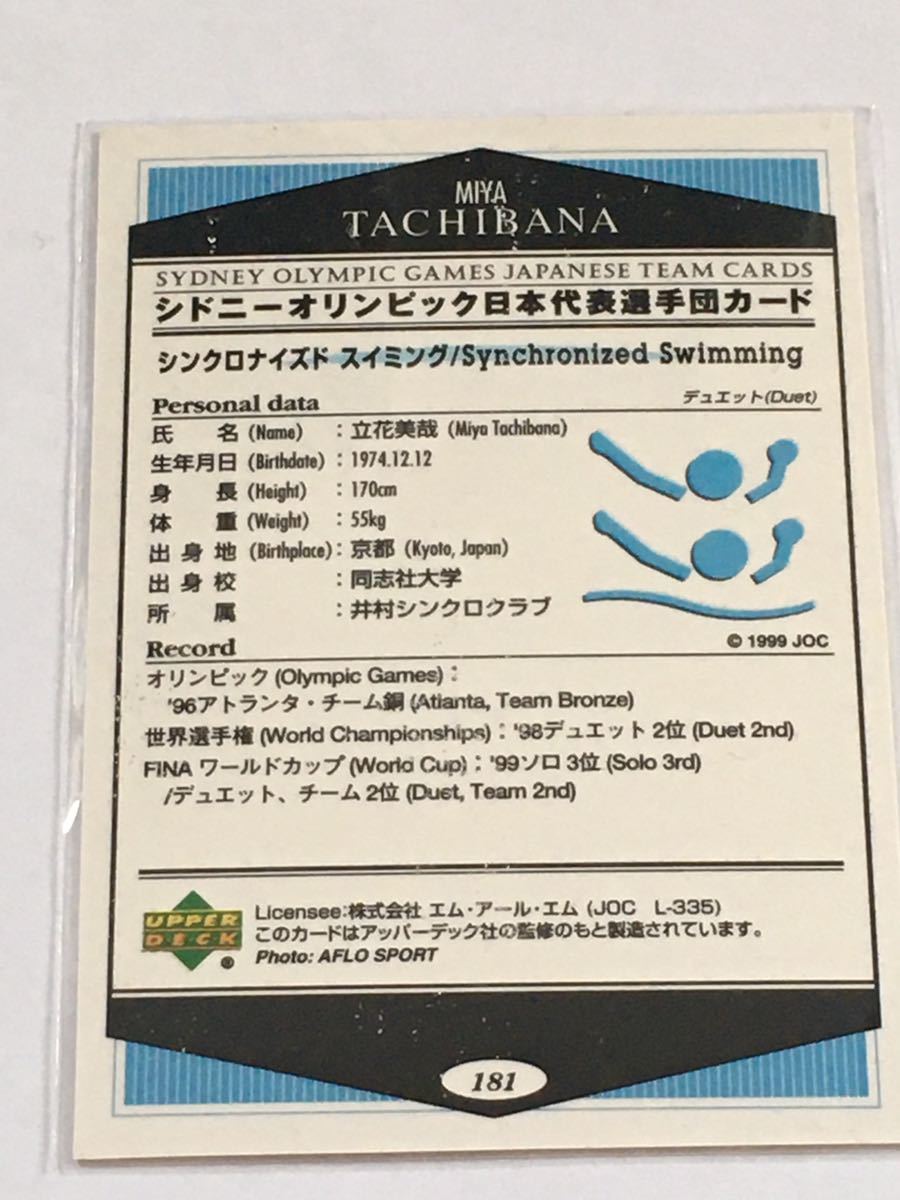 MIYA
TACHIBANA
SYDNEY OLYMPIC GAMES JAPANESE TEAM CARDS
シドニーオリンピック日本代表選手団カード
シンクロナイズド スイミング/Synchronized Swimming
Personal data
デュエット(Duet)
氏 名 (Name) : 立花美哉 (Miya Tachibana)
生年月日 (Birthdate) : 1974.12.12
身 長 (Height) : 170cm
体 重 (Weight) : 55kg
出 身 地 (Birthplace) : 京都 (Kyoto, Japan)
出 身 校 : 同志社大学
所 属 : 井村シンクロクラブ
© 1999 JOC
Record
オリンピック (Olympic Games) :
'96アトランタ・チーム銅 (Atlanta, Team Bronze)
世界選手権 (World Championships) : '98デュエット 2位 (Duet 2nd)
FINA ワールドカップ (World Cup) : '99ソロ 3位 (Solo 3rd)
/デュエット、チーム 2位 (Duet, Team 2nd)
UPPER
DECK
®
Licensee:株式会社 エム・アール・エム (JOC L-335)
このカードはアッパーデック社の監修のもと製造されています。
Photo: AFLO SPORT
181